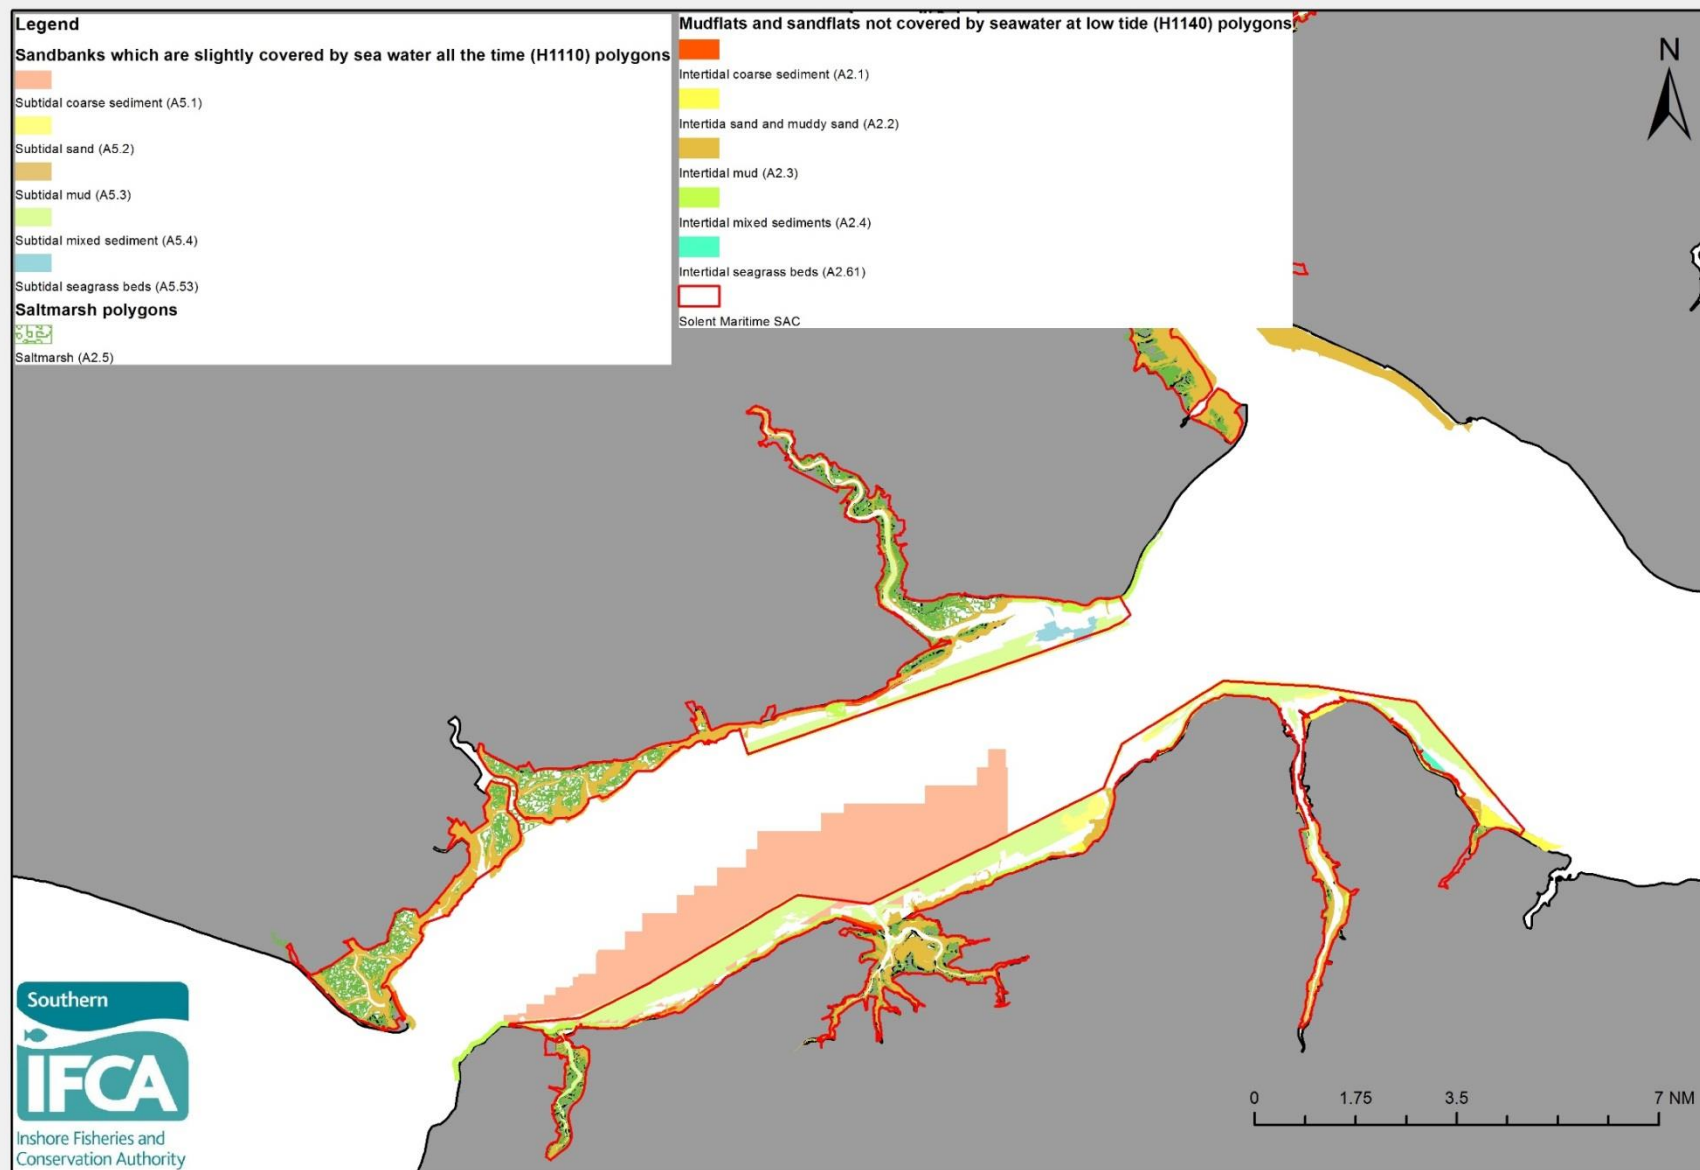 Legend
Sandbanks which are slightly covered by sea water all the time (H1110) polygons
Subtidal coarse sediment (A5.1)
Subtidal sand (A5.2)
Subtidal mud (A5.3)
Subtidal mixed sediment (A5.4)
Subtidal seagrass beds (A5.53)
Saltmarsh polygons
Saltmarsh (A2.5)
Mudflats and sandflats not covered by seawater at low tide (H1140) polygons
Intertidal coarse sediment (A2.1)
Intertida sand and muddy sand (A2.2)
Intertidal mud (A2.3)
Intertidal mixed sediments (A2.4)
Intertidal seagrass beds (A2.61)
Solent Maritime SAC
N
Southern
IFCA
Inshore Fisheries and
Conservation Authority
0 1.75 3.5 7 NM